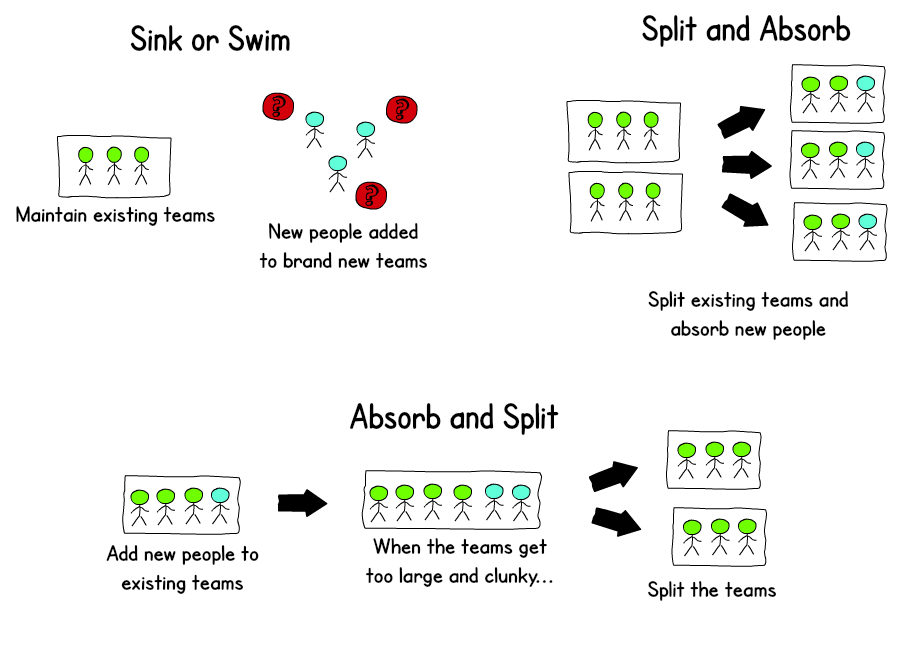 Sink or Swim
?
?
?
Maintain existing teams
New people added
to brand new teams
Split and Absorb
Split existing teams and
absorb new people
Absorb and Split
Add new people to
existing teams
When the teams get
too large and clunky...
Split the teams